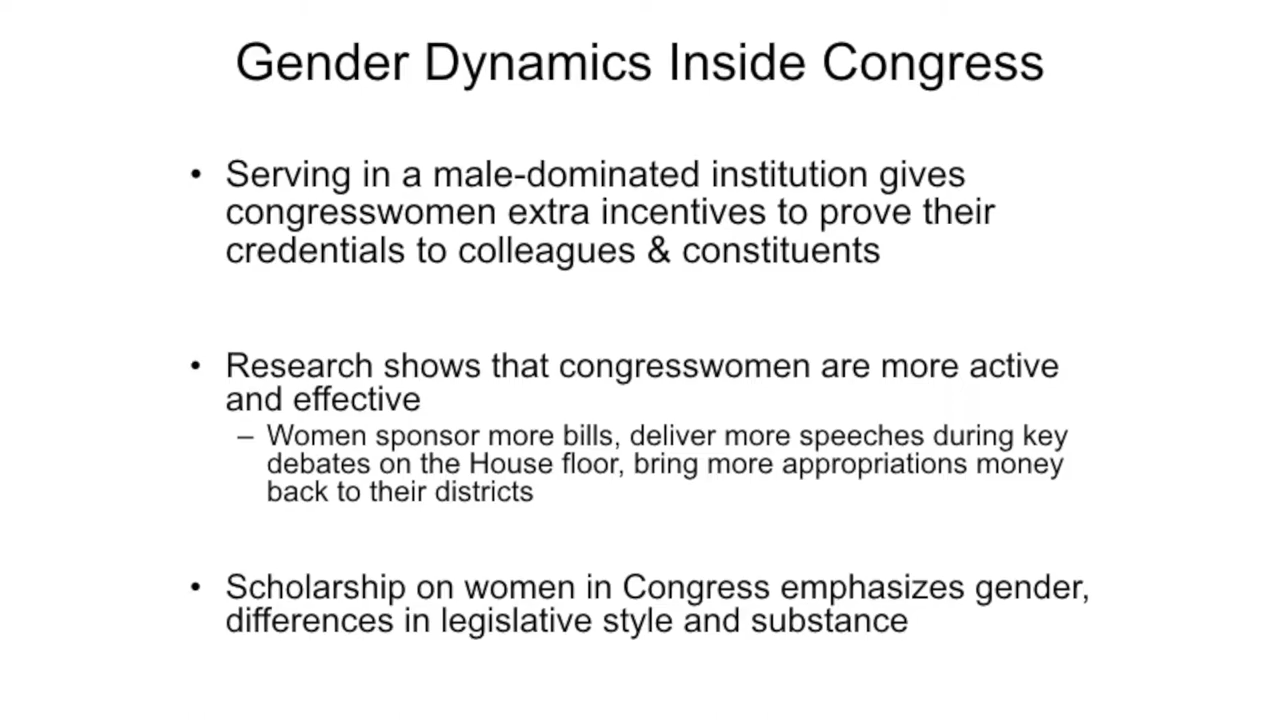 Gender Dynamics Inside Congress
• Serving in a male-dominated institution gives
congresswomen extra incentives to prove their
credentials to colleagues & constituents
• Research shows that congresswomen are more active
and effective
– Women sponsor more bills, deliver more speeches during key
debates on the House floor, bring more appropriations money
back to their districts
• Scholarship on women in Congress emphasizes gender,
differences in legislative style and substance